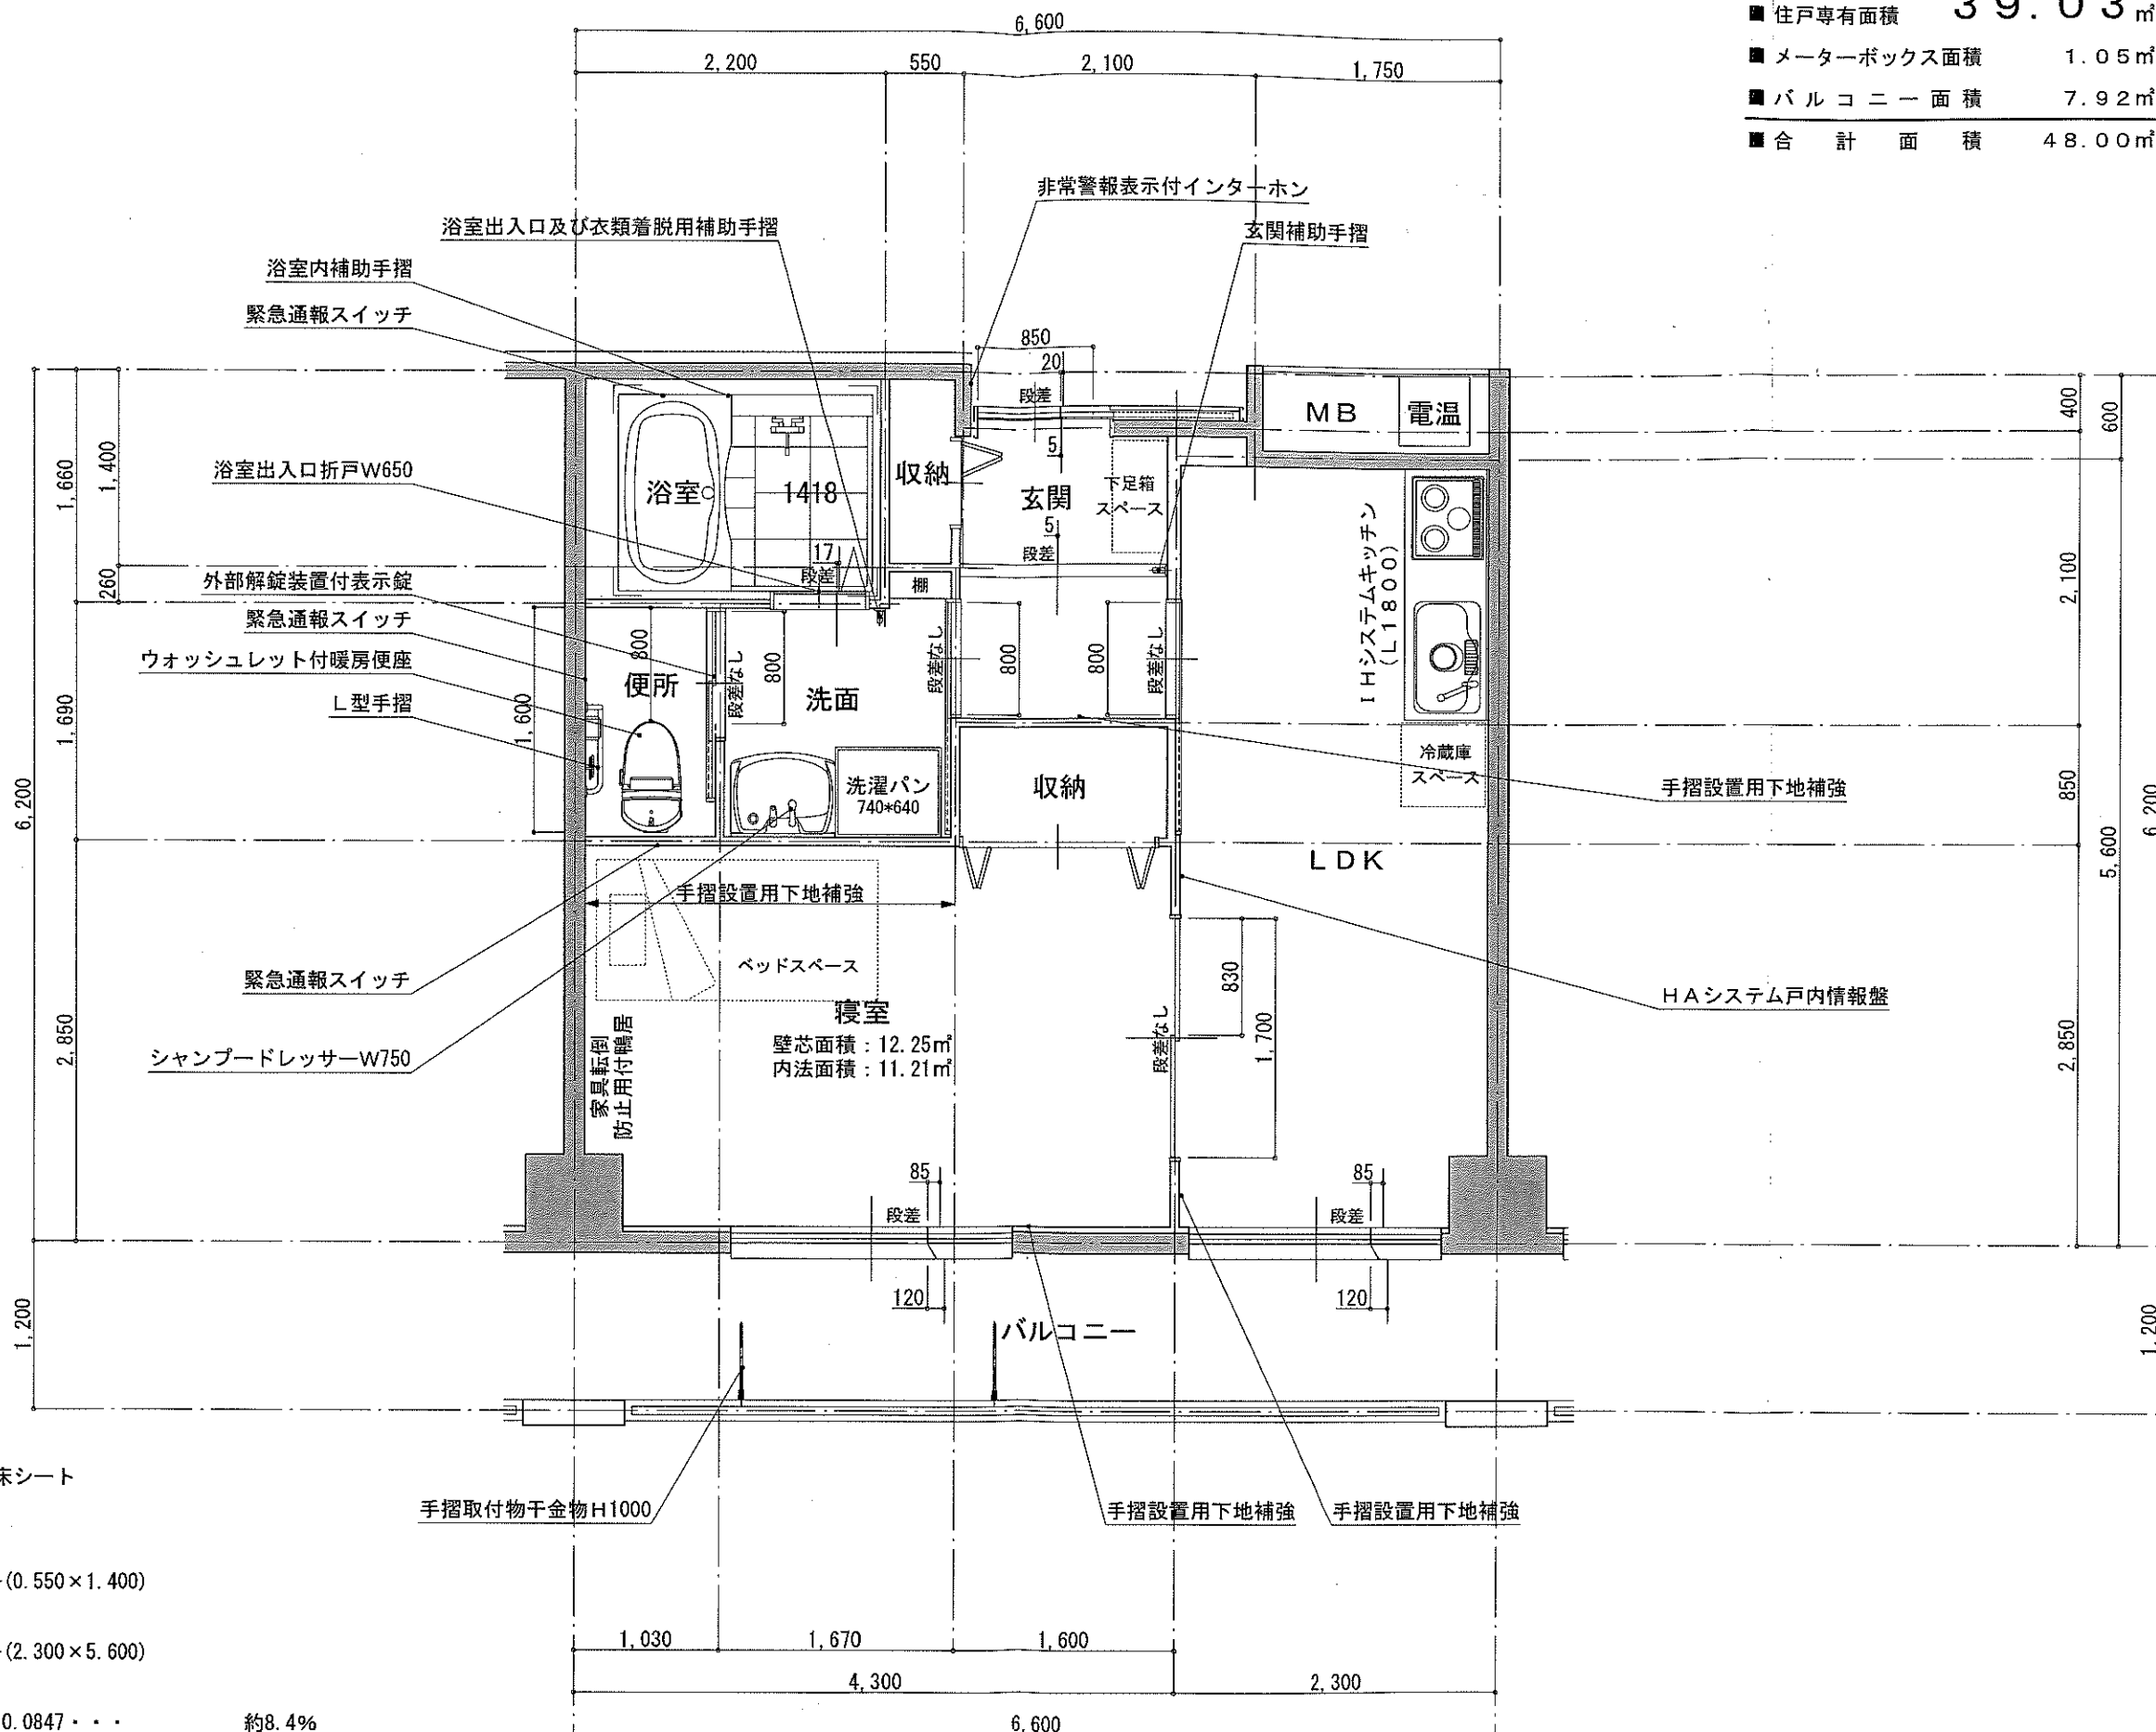 ■ 住戸専有面積 39.03㎡
■ メーターボックス面積 1.05㎡
■ バルコニー面積 7.92㎡
■ 合計面積 48.00㎡
6,600
2,200 550 2,100 1,750
非常警報表示付インターホン
浴室出入口及び衣類着脱用補助手摺
玄関補助手摺
浴室内補助手摺
緊急通報スイッチ
850
20
段差
MB 電温
400
600
5
1,660
1,400
浴室出入口折戸W650
浴室
1418
収納
玄関
下足箱
スペース
IHシステムキッチン
(L1800)
5
段差
17
段差
棚
2,100
260
外部解錠装置付表示錠
緊急通報スイッチ
ウォッシュレット付暖房便座
L型手摺
800
便所
段差なし
800
洗面
段差なし
800
800
段差なし
1,600
1,690
冷蔵庫
スペース
洗濯パン
740*640
収納
手摺設置用下地補強
850
6,200
6,200
5,600
LDK
手摺設置用下地補強
ベッドスペース
緊急通報スイッチ
寝室
壁芯面積：12.25㎡
内法面積：11.21㎡
830
1,700
段差なし
HAシステム戸内情報盤
シャンプードレッサーW750
家具転倒
防止用付鴨居
2,850
2,850
85
段差
85
段差
120
120
バルコニー
1,200
1,200
床シート
手摺取付物干金物H1000
手摺設置用下地補強
手摺設置用下地補強
(0.550×1.400)
1,030 1,670 1,600
(2.300×5.600)
4,300 2,300
0.0847・・・ 約8.4%
6,600